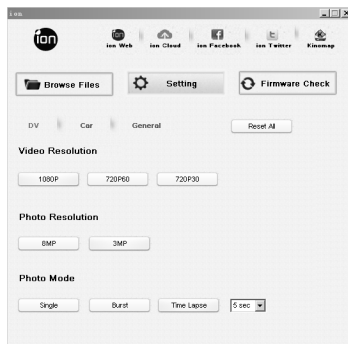 ion
ion
ion Web ion Cloud ion Facebook ion Twitter Kinomap
Browse Files Setting Firmware Check
DV Car General Reset All
Video Resolution
1080P 720P60 720P30
Photo Resolution
8MP 3MP
Photo Mode
Single Burst Time Lapse 5 sec